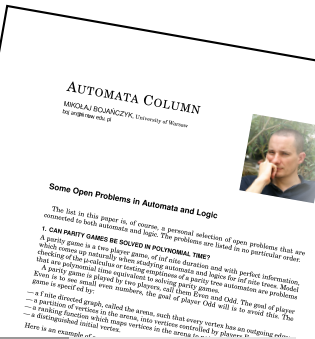 AUTOMATA COLUMN
MIKOŁAJ BOJAŃCZYK, University of Warsaw
Some Open Problems in Automata and Logic
The list in this paper is, of course, a personal selection of open problems that are
connected to both automata and logic. The problems are listed in no particular order.
1. CAN PARITY GAMES BE SOLVED IN POLYNOMIAL TIME?
A parity game is a two player game, of infinite duration and with perfect information,
which comes up naturally when studying automata and logics for infinite trees. Model
checking of the μ-calculus or testing emptiness of a parity tree automaton are problems
that are polynomial time equivalent to solving parity games.
A parity game is played by two players, call them Even and Odd. The goal of player
Even is to see small even numbers, the goal of player Odd will is to avoid this. The
game is specified by:
—a finite directed graph, called the arena, such that every vertex has an outgoing edge
—a partition of vertices in the arena, into vertices controlled by players
—a ranking function which maps vertices in the arena to
—a distinguished initial vertex.
Here is an example of